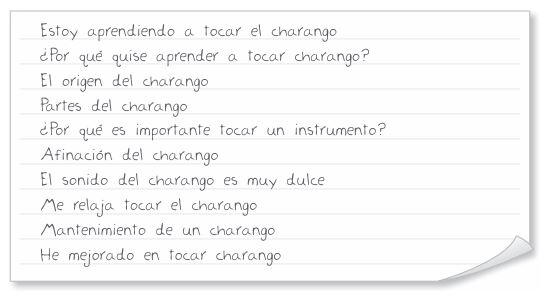 Estoy aprendiendo a tocar el charango
¿Por qué quise aprender a tocar charango?
El origen del charango
Partes del charango
¿Por qué es importante tocar un instrumento?
Afinación del charango
El sonido del charango es muy dulce
Me relaja tocar el charango
Mantenimiento de un charango
He mejorado en tocar charango